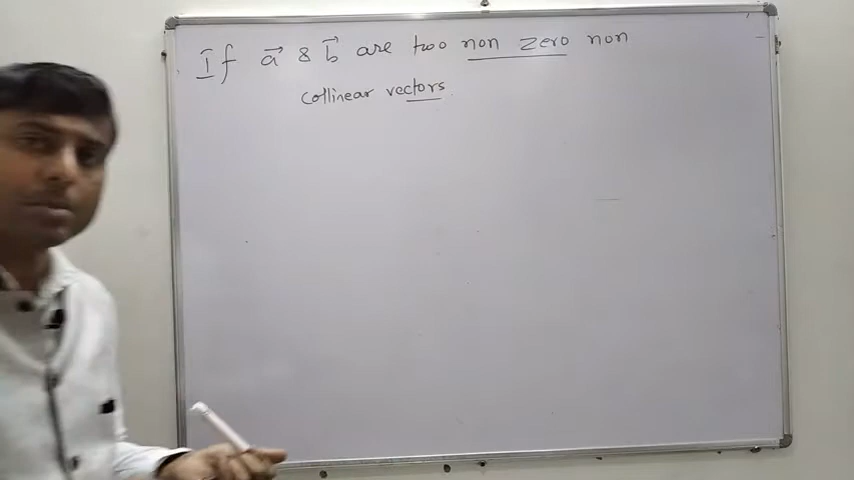 If a⃗ & b⃗ are two non zero non
collinear vectors.